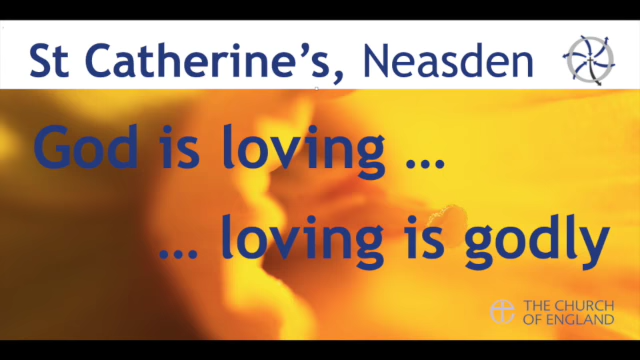 St Catherine's, Neasden
God is loving ...
... loving is godly
THE CHURCH
OF ENGLAND